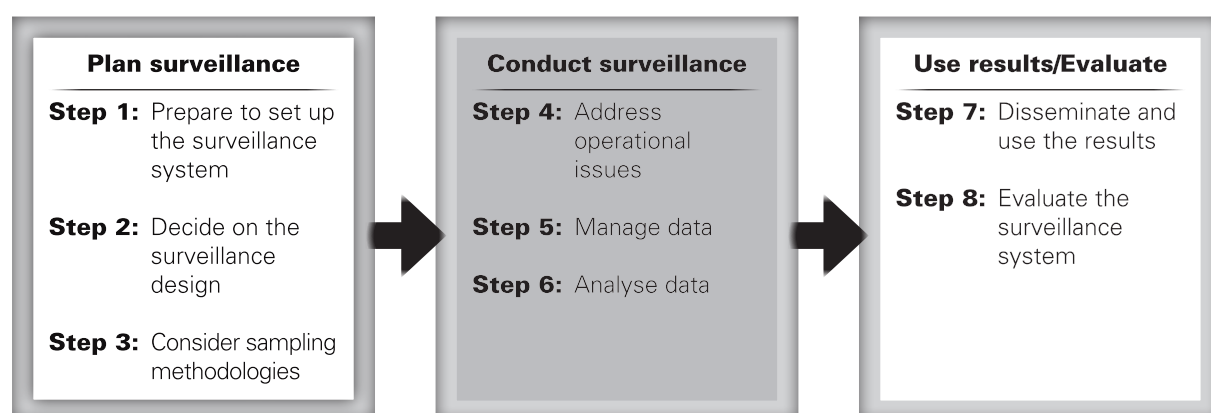 Plan surveillance
Step 1: Prepare to set up
the surveillance
system
Step 2: Decide on the
surveillance
design
Step 3: Consider sampling
methodologies
Conduct surveillance
Step 4: Address
operational
issues
Step 5: Manage data
Step 6: Analyse data
Use results/Evaluate
Step 7: Disseminate and
use the results
Step 8: Evaluate the
surveillance
system